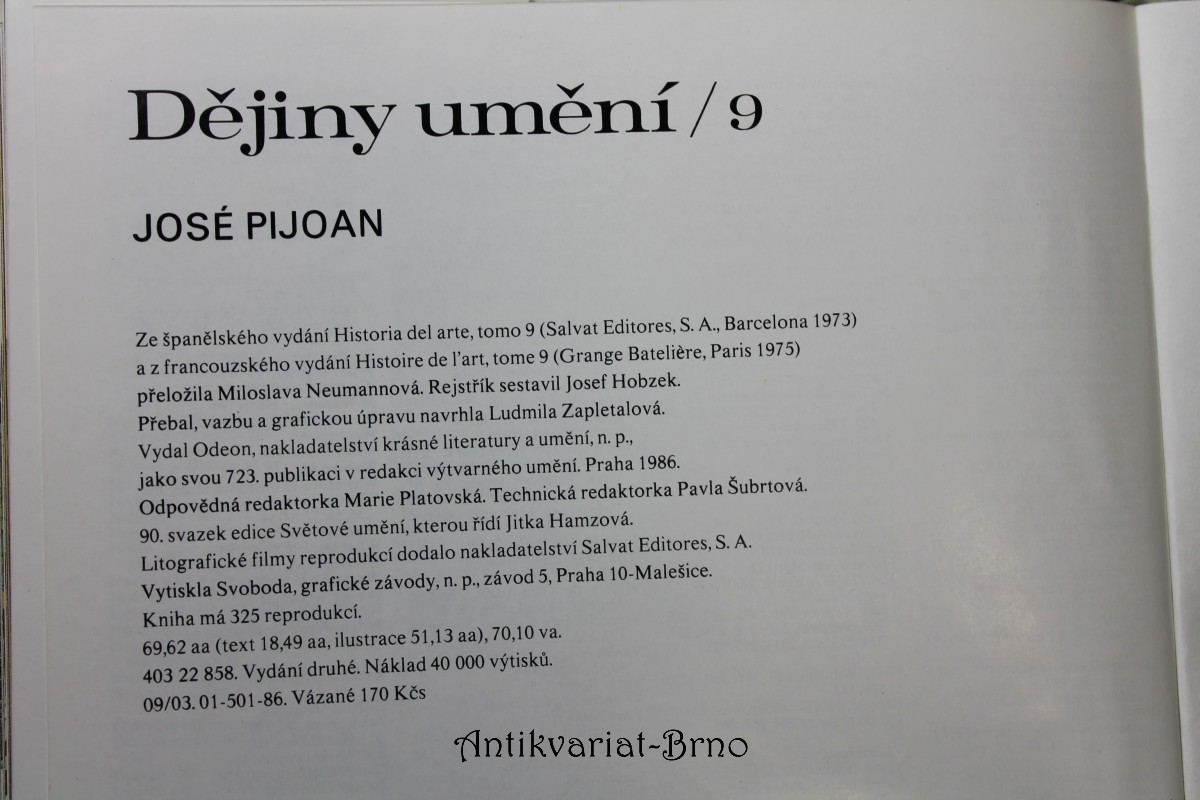 Dějiny umění / 9
JOSÉ PIJOAN
Ze španělského vydání Historia del arte, tomo 9 (Salvat Editores, S. A., Barcelona 1973)
a z francouzského vydání Histoire de l'art, tome 9 (Grange Batelière, Paris 1975)
přeložila Miloslava Neumannová. Rejstřík sestavil Josef Hobzek.
Přebal, vazbu a grafickou úpravu navrhla Ludmila Zapletalová.
Vydal Odeon, nakladatelství krásné literatury a umění, n. p.,
jako svou 723. publikaci v redakci výtvarného umění. Praha 1986.
Odpovědná redaktorka Marie Platovská. Technická redaktorka Pavla Šubrtová.
90. svazek edice Světové umění, kterou řídí Jitka Hamzová.
Litografické filmy reprodukcí dodalo nakladatelství Salvat Editores, S. A.
Vytiskla Svoboda, grafické závody, n. p., závod 5, Praha 10-Malešice.
Kniha má 325 reprodukcí.
69,62 aa (text 18,49 aa, ilustrace 51,13 aa), 70,10 va.
403 22 858. Vydání druhé. Náklad 40 000 výtisků.
09/03. 01-501-86. Vázané 170 Kčs
Antikvariat-Brno